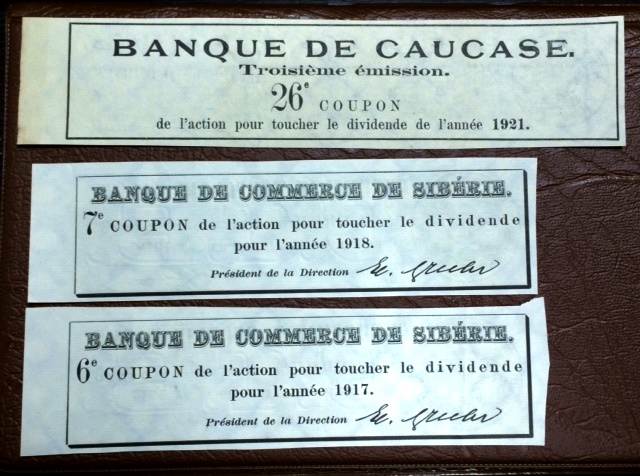 BANQUE DE CAUCASE.
Troisième émission.
26e COUPON
de l'action pour toucher le dividende de l'année 1921.
BANQUE DE COMMERCE DE SIBÉRIE.
7e COUPON de l'action pour toucher le dividende
pour l'année 1918.
Président de la Direction
BANQUE DE COMMERCE DE SIBÉRIE.
6e COUPON de l'action pour toucher le dividende
pour l'année 1917.
Président de la Direction